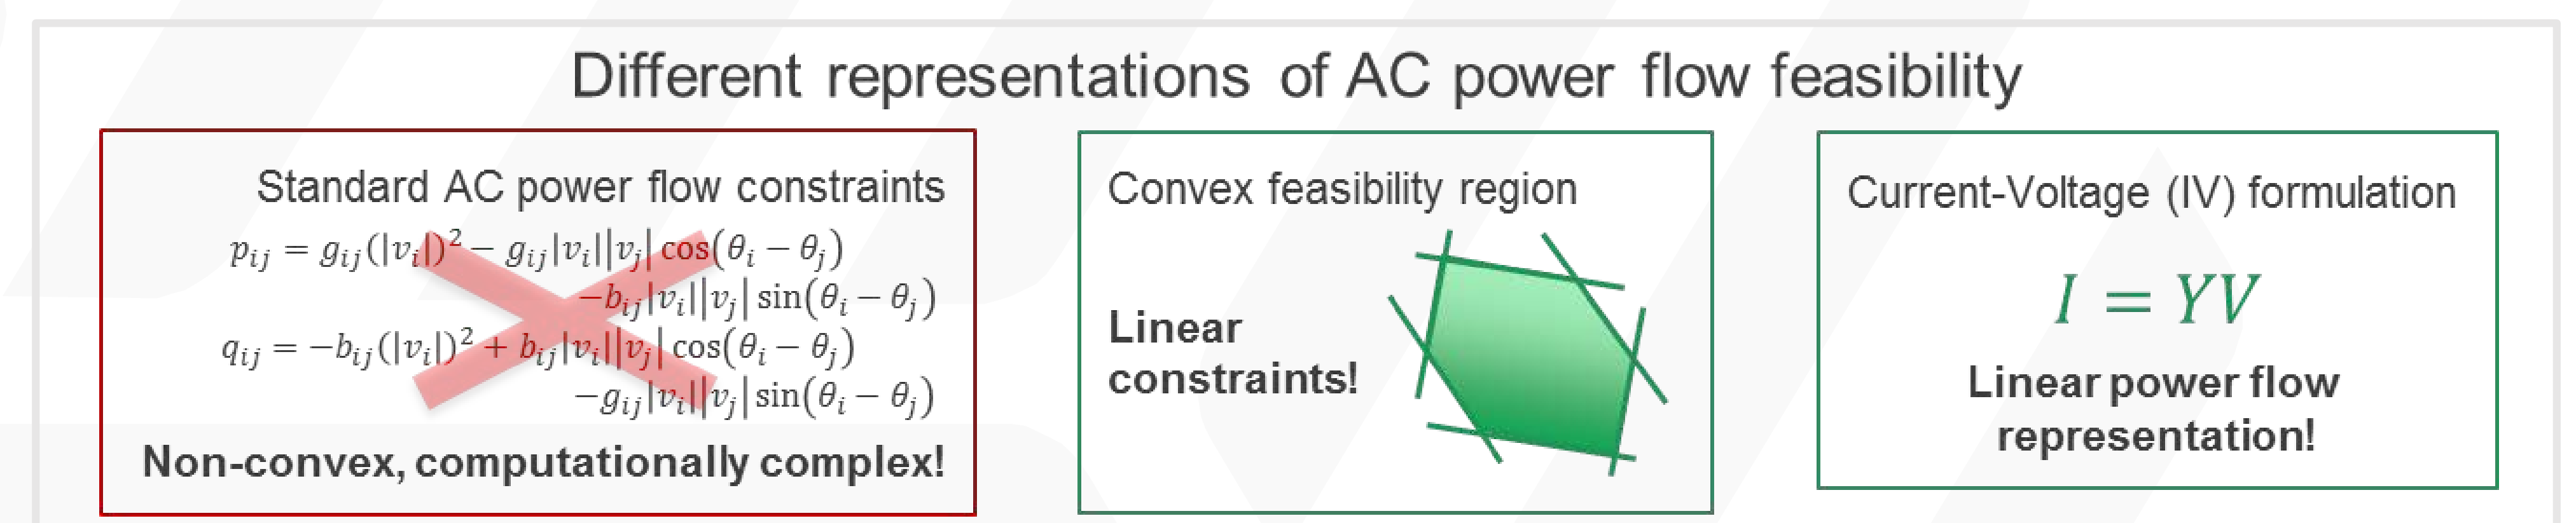 Different representations of AC power flow feasibility
Standard AC power flow constraints
p_{ij} = g_{ij}(|v_i|)^2 − g_{ij}|v_i||v_j| cos(θ_i − θ_j)
−b_{ij}|v_i||v_j| sin(θ_i − θ_j)
q_{ij} = −b_{ij}(|v_i|)^2 + b_{ij}|v_i||v_j| cos(θ_i − θ_j)
−g_{ij}|v_i||v_j| sin(θ_i − θ_j)
Non-convex, computationally complex!
Convex feasibility region
Linear
constraints!
Current-Voltage (IV) formulation
I = YV
Linear power flow
representation!